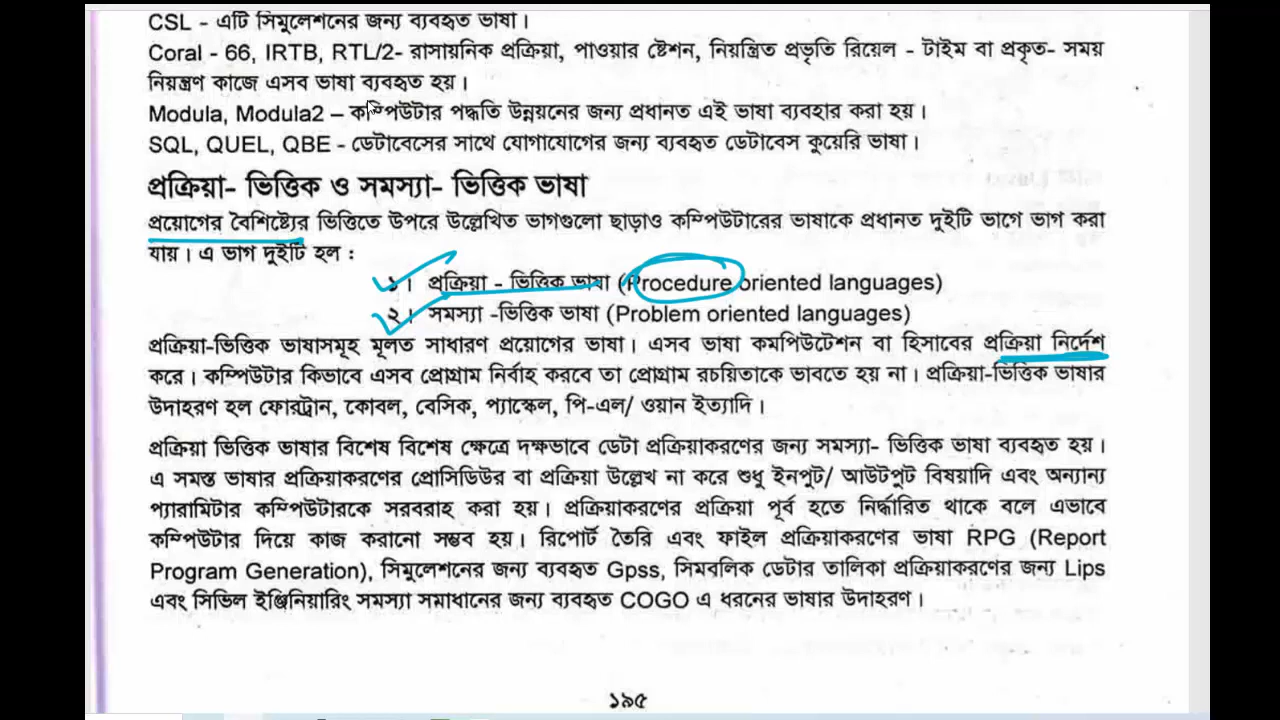 CSL - এটি সিমুলেশনের জন্য ব্যবহৃত ভাষা।
Coral - 66, IRTB, RTL/2- রাসায়নিক প্রক্রিয়া, পাওয়ার ষ্টেশন, নিয়ন্ত্রিত প্রভৃতি রিয়েল - টাইম বা প্রকৃত- সময়
নিয়ন্ত্রণ কাজে এসব ভাষা ব্যবহৃত হয়।
Modula, Modula2 – কম্পিউটার পদ্ধতি উন্নয়নের জন্য প্রধানত এই ভাষা ব্যবহার করা হয়।
SQL, QUEL, QBE - ডেটাবেসের সাথে যোগাযোগের জন্য ব্যবহৃত ডেটাবেস কুয়েরি ভাষা।
প্রক্রিয়া- ভিত্তিক ও সমস্যা- ভিত্তিক ভাষা
প্রয়োগের বৈশিষ্ট্যের ভিত্তিতে উপরে উল্লেখিত ভাগগুলো ছাড়াও কম্পিউটারের ভাষাকে প্রধানত দুইটি ভাগে ভাগ করা
যায়। এ ভাগ দুইটি হল :
১। প্রক্রিয়া - ভিত্তিক ভাষা (Procedure oriented languages)
২। সমস্যা -ভিত্তিক ভাষা (Problem oriented languages)
প্রক্রিয়া-ভিত্তিক ভাষাসমূহ মূলত সাধারণ প্রয়োগের ভাষা। এসব ভাষা কমপিউটেশন বা হিসাবের প্রক্রিয়া নির্দেশ
করে। কম্পিউটার কিভাবে এসব প্রোগ্রাম নির্বাহ করবে তা প্রোগ্রাম রচয়িতাকে ভাবতে হয় না। প্রক্রিয়া-ভিত্তিক ভাষার
উদাহরণ হল ফোরট্রান, কোবল, বেসিক, প্যাস্কেল, পি-এল/ ওয়ান ইত্যাদি।
প্রক্রিয়া ভিত্তিক ভাষার বিশেষ বিশেষ ক্ষেত্রে দক্ষভাবে ডেটা প্রক্রিয়াকরণের জন্য সমস্যা- ভিত্তিক ভাষা ব্যবহৃত হয়।
এ সমস্ত ভাষার প্রক্রিয়াকরণের প্রোসিডিউর বা প্রক্রিয়া উল্লেখ না করে শুধু ইনপুট/ আউটপুট বিষয়াদি এবং অন্যান্য
প্যারামিটার কম্পিউটারকে সরবরাহ করা হয়। প্রক্রিয়াকরণের প্রক্রিয়া পূর্ব হতে নির্ধারিত থাকে বলে এভাবে
কম্পিউটার দিয়ে কাজ করানো সম্ভব হয়। রিপোর্ট তৈরি এবং ফাইল প্রক্রিয়াকরণের ভাষা RPG (Report
Program Generation), সিমুলেশনের জন্য ব্যবহৃত Gpss, সিমবলিক ডেটার তালিকা প্রক্রিয়াকরণের জন্য Lips
এবং সিভিল ইঞ্জিনিয়ারিং সমস্যা সমাধানের জন্য ব্যবহৃত COGO এ ধরনের ভাষার উদাহরণ।
১৯৫